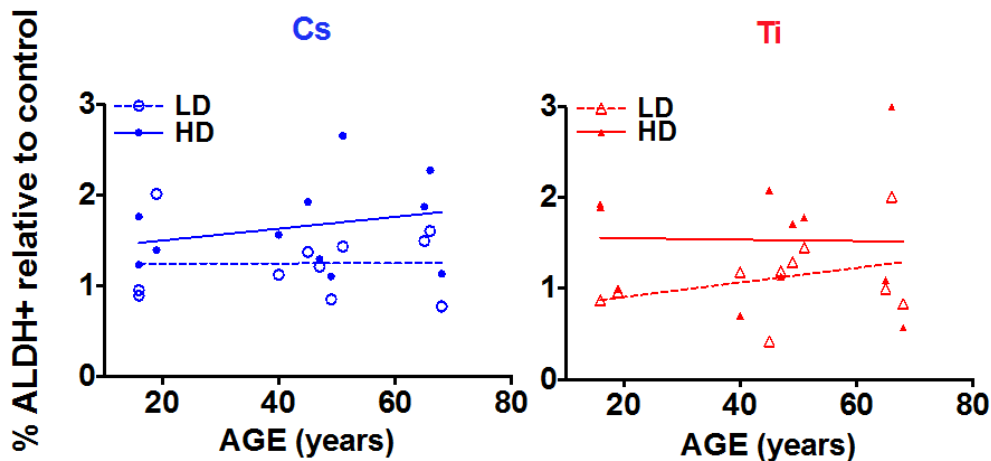 Cs
Ti
% ALDH+ relative to control
3
2
1
0
LD
HD
20
40
60
80
AGE (years)
3
2
1
0
LD
HD
20
40
60
80
AGE (years)